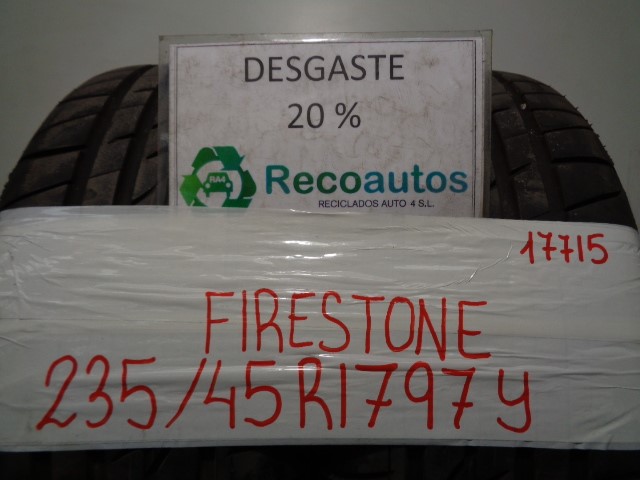 DESGASTE
20 %
RA4
Recoautos
RECICLADOS AUTO 4 S.L.
17715
FIRESTONE
235/45R1797Y